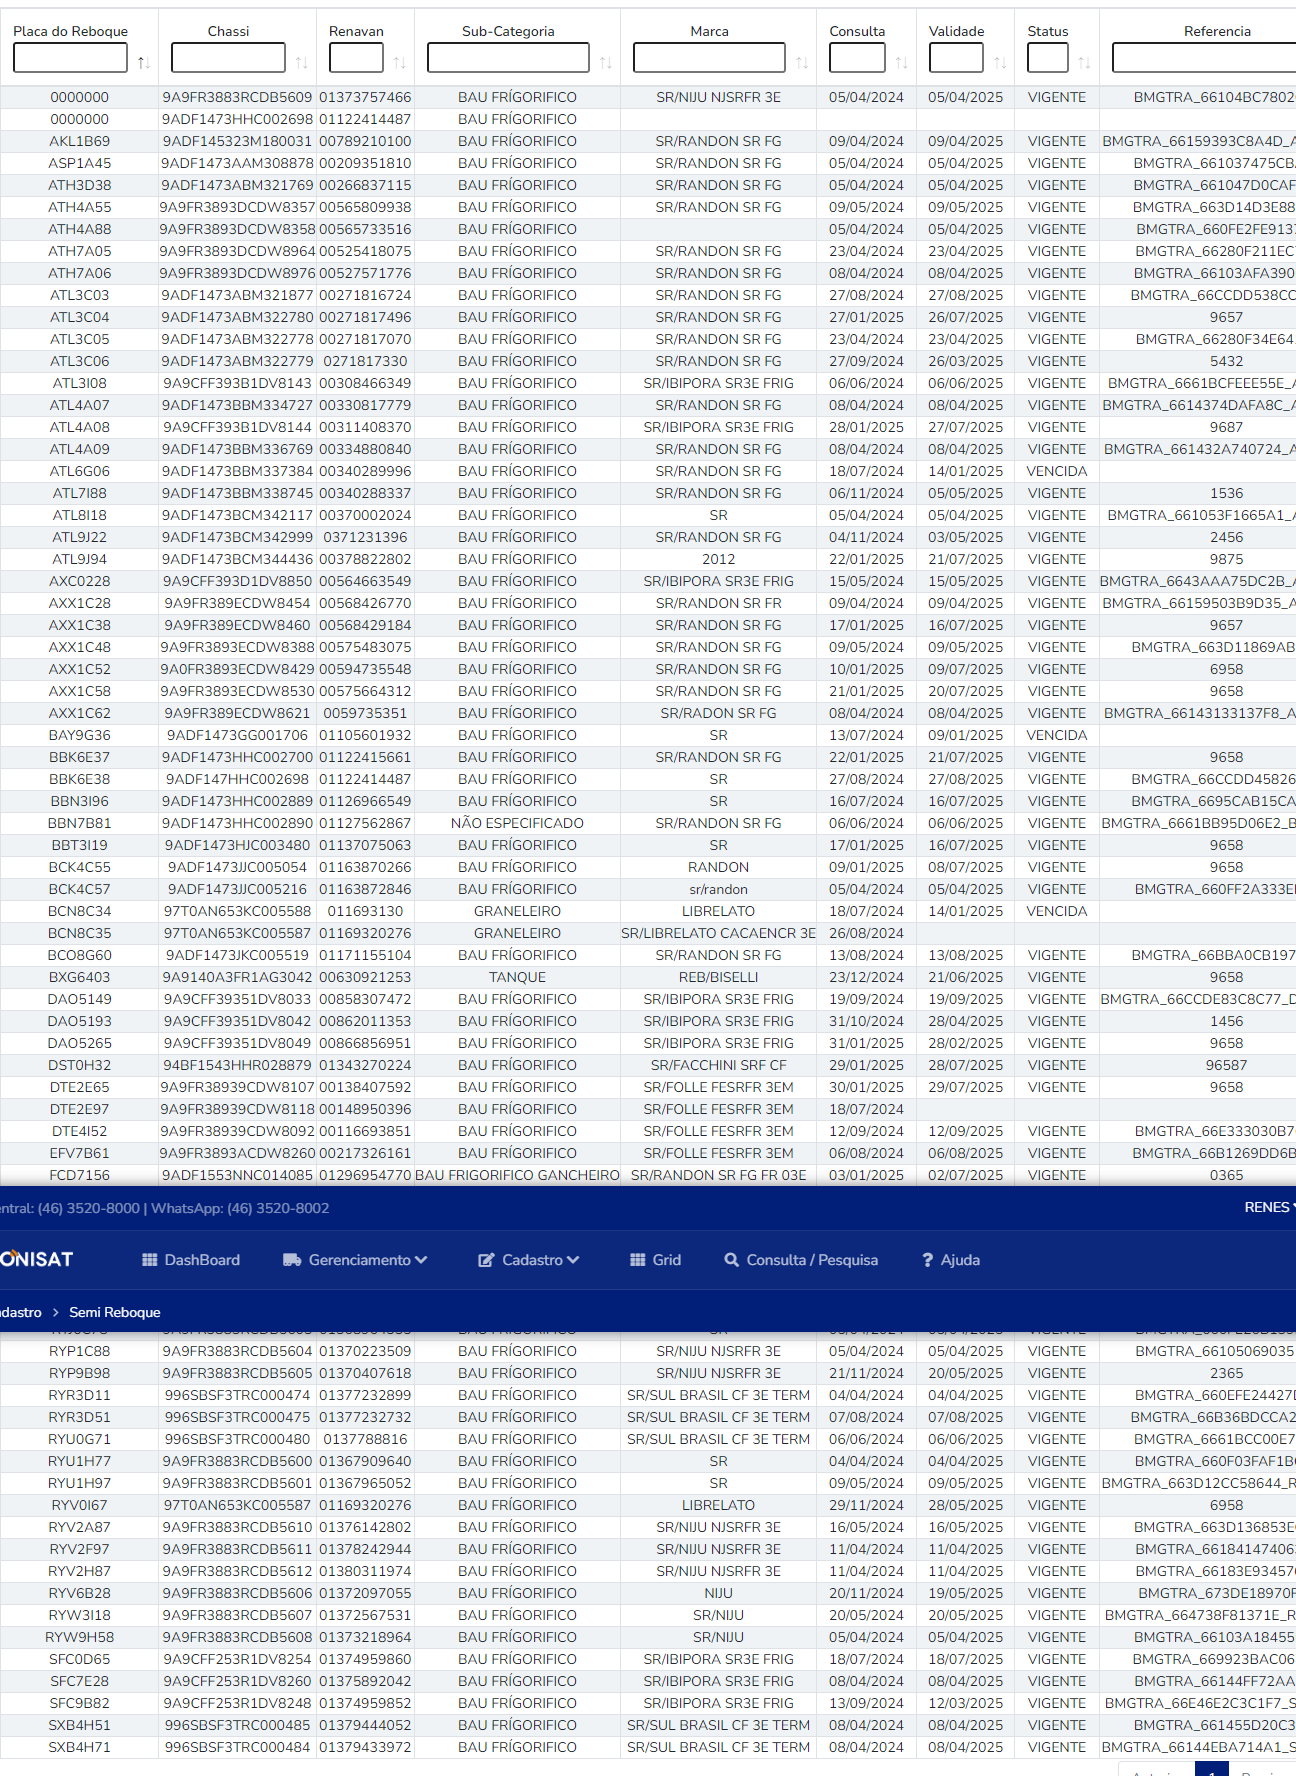 Placa do Reboque Chassi Renavan Sub-Categoria Marca Consulta Validade Status Referencia
0000000 9A9FR3883RCDB5609 01373757466 BAU FRÍGORIFICO SR/NIJU NJSRFR 3E 05/04/2024 05/04/2025 VIGENTE BMGTRA_66104BC7802
0000000 9ADF1473HHC002698 01122414487 BAU FRÍGORIFICO
AKL1B69 9ADF145323M180031 00789210100 BAU FRÍGORIFICO SR/RANDON SR FG 09/04/2024 09/04/2025 VIGENTE BMGTRA_66159393C8A4D_A
ASP1A45 9ADF1473AAM308878 00209351810 BAU FRÍGORIFICO SR/RANDON SR FG 05/04/2024 05/04/2025 VIGENTE BMGTRA_661037475CB
ATH3D38 9ADF1473ABM321769 00266837115 BAU FRÍGORIFICO SR/RANDON SR FG 05/04/2024 05/04/2025 VIGENTE BMGTRA_661047D0CAF
ATH4A55 9A9FR3893DCDW8357 00565809938 BAU FRÍGORIFICO SR/RANDON SR FG 09/05/2024 09/05/2025 VIGENTE BMGTRA_663D14D3E88
ATH4A88 9A9FR3893DCDW8358 00565733516 BAU FRÍGORIFICO 05/04/2024 05/04/2025 VIGENTE BMGTRA_660FE2FE913
ATH7A05 9A9FR3893DCDW8964 00525418075 BAU FRÍGORIFICO SR/RANDON SR FG 23/04/2024 23/04/2025 VIGENTE BMGTRA_66280F211EC
ATH7A06 9A9FR3893DCDW8976 00527571776 BAU FRÍGORIFICO SR/RANDON SR FG 08/04/2024 08/04/2025 VIGENTE BMGTRA_66103AFA390
ATL3C03 9ADF1473ABM321877 00271816724 BAU FRÍGORIFICO SR/RANDON SR FG 27/08/2024 27/08/2025 VIGENTE BMGTRA_66CCDD538CC
ATL3C04 9ADF1473ABM322780 00271817496 BAU FRÍGORIFICO SR/RANDON SR FG 27/01/2025 26/07/2025 VIGENTE 9657
ATL3C05 9ADF1473ABM322778 00271817070 BAU FRÍGORIFICO SR/RANDON SR FG 23/04/2024 23/04/2025 VIGENTE BMGTRA_66280F34E64
ATL3C06 9ADF1473ABM322779 0271817330 BAU FRÍGORIFICO SR/RANDON SR FG 27/09/2024 26/03/2025 VIGENTE 5432
ATL3I08 9A9CFF393B1DV8143 00308466349 BAU FRÍGORIFICO SR/IBIPORA SR3E FRIG 06/06/2024 06/06/2025 VIGENTE BMGTRA_6661BCFEEE55E_A
ATL4A07 9ADF1473BBM334727 00330817779 BAU FRÍGORIFICO SR/RANDON SR FG 08/04/2024 08/04/2025 VIGENTE BMGTRA_6614374DAFA8C_A
ATL4A08 9A9CFF393B1DV8144 00311408370 BAU FRÍGORIFICO SR/IBIPORA SR3E FRIG 28/01/2025 27/07/2025 VIGENTE 9687
ATL4A09 9ADF1473BBM336769 00334880840 BAU FRÍGORIFICO SR/RANDON SR FG 08/04/2024 08/04/2025 VIGENTE BMGTRA_661432A740724_A
ATL6G06 9ADF1473BBM337384 00340289996 BAU FRÍGORIFICO SR/RANDON SR FG 18/07/2024 14/01/2025 VENCIDA
ATL7I88 9ADF1473BBM338745 00340288337 BAU FRÍGORIFICO SR/RANDON SR FG 06/11/2024 05/05/2025 VIGENTE 1536
ATL8I18 9ADF1473BCM342117 00370002024 BAU FRÍGORIFICO SR 05/04/2024 05/04/2025 VIGENTE BMGTRA_661053F1665A1_A
ATL9J22 9ADF1473BCM342999 0371231396 BAU FRÍGORIFICO SR/RANDON SR FG 04/11/2024 03/05/2025 VIGENTE 2456
ATL9J94 9ADF1473BCM344436 00378822802 BAU FRÍGORIFICO 2012 22/01/2025 21/07/2025 VIGENTE 9875
AXC0228 9A9CFF393D1DV8850 00564663549 BAU FRÍGORIFICO SR/IBIPORA SR3E FRIG 15/05/2024 15/05/2025 VIGENTE BMGTRA_6643AAA75DC2B_A
AXX1C28 9A9FR389ECDW8454 00568426770 BAU FRÍGORIFICO SR/RANDON SR FR 09/04/2024 09/04/2025 VIGENTE BMGTRA_66159503B9D35_A
AXX1C38 9A9FR389ECDW8460 00568429184 BAU FRÍGORIFICO SR/RANDON SR FG 17/01/2025 16/07/2025 VIGENTE 9657
AXX1C48 9A9FR3893ECDW8388 00575483075 BAU FRÍGORIFICO SR/RANDON SR FG 09/05/2024 09/05/2025 VIGENTE BMGTRA_663D11869AB
AXX1C52 9A0FR3893ECDW8429 00594735548 BAU FRÍGORIFICO SR/RANDON SR FG 10/01/2025 09/07/2025 VIGENTE 6958
AXX1C58 9A9FR3893ECDW8530 00575664312 BAU FRÍGORIFICO SR/RANDON SR FG 21/01/2025 20/07/2025 VIGENTE 9658
AXX1C62 9A9FR389ECDW8621 0059735351 BAU FRÍGORIFICO SR/RADON SR FG 08/04/2024 08/04/2025 VIGENTE BMGTRA_66143133137F8_A
BAY9G36 9ADF1473GG001706 01105601932 BAU FRÍGORIFICO SR 13/07/2024 09/01/2025 VENCIDA
BBK6E37 9ADF1473HHC002700 01122415661 BAU FRÍGORIFICO SR/RANDON SR FG 22/01/2025 21/07/2025 VIGENTE 9658
BBK6E38 9ADF147HHC002698 01122414487 BAU FRÍGORIFICO SR 27/08/2024 27/08/2025 VIGENTE BMGTRA_66CCDD45826
BBN3I96 9ADF1473HHC002889 01126966549 BAU FRÍGORIFICO SR 16/07/2024 16/07/2025 VIGENTE BMGTRA_6695CAB15CA
BBN7B81 9ADF1473HHC002890 01127562867 NÃO ESPECIFICADO SR/RANDON SR FG 06/06/2024 06/06/2025 VIGENTE BMGTRA_6661BB95D06E2_B
BBT3I19 9ADF1473HJC003480 01137075063 BAU FRÍGORIFICO SR 17/01/2025 16/07/2025 VIGENTE 9658
BCK4C55 9ADF1473JJC005054 01163870266 BAU FRÍGORIFICO RANDON 09/01/2025 08/07/2025 VIGENTE 9658
BCK4C57 9ADF1473JJC005216 01163872846 BAU FRÍGORIFICO sr/randon 05/04/2024 05/04/2025 VIGENTE BMGTRA_660FF2A333E
BCN8C34 97T0AN653KC005588 011693130 GRANELEIRO LIBRELATO 18/07/2024 14/01/2025 VENCIDA
BCN8C35 97T0AN653KC005587 01169320276 GRANELEIRO SR/LIBRELATO CACAENCR 3E 26/08/2024
BCO8G60 9ADF1473JKC005519 01171155104 BAU FRÍGORIFICO SR/RANDON SR FG 13/08/2024 13/08/2025 VIGENTE BMGTRA_66BBA0CB197
BXG6403 9A9140A3FR1AG3042 00630921253 TANQUE REB/BISELLI 23/12/2024 21/06/2025 VIGENTE 9658
DAO5149 9A9CFF39351DV8033 00858307472 BAU FRÍGORIFICO SR/IBIPORA SR3E FRIG 19/09/2024 19/09/2025 VIGENTE BMGTRA_66CCDE83C8C77_D
DAO5193 9A9CFF39351DV8042 00862011353 BAU FRÍGORIFICO SR/IBIPORA SR3E FRIG 31/10/2024 28/04/2025 VIGENTE 1456
DAO5265 9A9CFF39351DV8049 00866856951 BAU FRÍGORIFICO SR/IBIPORA SR3E FRIG 31/01/2025 28/02/2025 VIGENTE 9658
DST0H32 94BF1543HHR028879 01343270224 BAU FRÍGORIFICO SR/FACCHINI SRF CF 29/01/2025 28/07/2025 VIGENTE 96587
DTE2E65 9A9FR38939CDW8107 00138407592 BAU FRÍGORIFICO SR/FOLLE FESRFR 3EM 30/01/2025 29/07/2025 VIGENTE 9658
DTE2E97 9A9FR38939CDW8118 00148950396 BAU FRÍGORIFICO SR/FOLLE FESRFR 3EM 18/07/2024
DTE4I52 9A9FR38939CDW8092 00116693851 BAU FRÍGORIFICO SR/FOLLE FESRFR 3EM 12/09/2024 12/09/2025 VIGENTE BMGTRA_66E333030B7
EFV7B61 9A9FR3893ACDW8260 00217326161 BAU FRÍGORIFICO SR/FOLLE FESRFR 3EM 06/08/2024 06/08/2025 VIGENTE BMGTRA_66B1269DD6B
FCD7156 9ADF1553NNC014085 01296954770 BAU FRIGORIFICO GANCHEIRO SR/RANDON SR FG FR 03E 03/01/2025 02/07/2025 VIGENTE 0365
entral: (46) 3520-8000 | WhatsApp: (46) 3520-8002 RENES
ONISAT DashBoard Gerenciamento Cadastro Grid Consulta / Pesquisa ? Ajuda
adastro > Semi Reboque
RYP1C88 9A9FR3883RCDB5604 01370223509 BAU FRÍGORIFICO SR/NIJU NJSRFR 3E 05/04/2024 05/04/2025 VIGENTE BMGTRA_66105069035
RYP9B98 9A9FR3883RCDB5605 01370407618 BAU FRÍGORIFICO SR/NIJU NJSRFR 3E 21/11/2024 20/05/2025 VIGENTE 2365
RYR3D11 996SBSF3TRC000474 01377232899 BAU FRÍGORIFICO SR/SUL BRASIL CF 3E TERM 04/04/2024 04/04/2025 VIGENTE BMGTRA_660EFE24427
RYR3D51 996SBSF3TRC000475 01377232732 BAU FRÍGORIFICO SR/SUL BRASIL CF 3E TERM 07/08/2024 07/08/2025 VIGENTE BMGTRA_66B36BDCCA2
RYU0G71 996SBSF3TRC000480 0137788816 BAU FRÍGORIFICO SR/SUL BRASIL CF 3E TERM 06/06/2024 06/06/2025 VIGENTE BMGTRA_6661BCC00E7
RYU1H77 9A9FR3883RCDB5600 01367909640 BAU FRÍGORIFICO SR 04/04/2024 04/04/2025 VIGENTE BMGTRA_660F03FAF1B
RYU1H97 9A9FR3883RCDB5601 01367965052 BAU FRÍGORIFICO SR 09/05/2024 09/05/2025 VIGENTE BMGTRA_663D12CC58644_R
RYV0I67 97T0AN653KC005587 01169320276 BAU FRÍGORIFICO LIBRELATO 29/11/2024 28/05/2025 VIGENTE 6958
RYV2A87 9A9FR3883RCDB5610 01376142802 BAU FRÍGORIFICO SR/NIJU NJSRFR 3E 16/05/2024 16/05/2025 VIGENTE BMGTRA_663D136853E
RYV2F97 9A9FR3883RCDB5611 01378242944 BAU FRÍGORIFICO SR/NIJU NJSRFR 3E 11/04/2024 11/04/2025 VIGENTE BMGTRA_66184147406
RYV2H87 9A9FR3883RCDB5612 01380311974 BAU FRÍGORIFICO SR/NIJU NJSRFR 3E 11/04/2024 11/04/2025 VIGENTE BMGTRA_66183E93457
RYV6B28 9A9FR3883RCDB5606 01372097055 BAU FRÍGORIFICO NIJU 20/11/2024 19/05/2025 VIGENTE BMGTRA_673DE18970F
RYW3I18 9A9FR3883RCDB5607 01372567531 BAU FRÍGORIFICO SR/NIJU 20/05/2024 20/05/2025 VIGENTE BMGTRA_664738F81371E_R
RYW9H58 9A9FR3883RCDB5608 01373218964 BAU FRÍGORIFICO SR/NIJU 05/04/2024 05/04/2025 VIGENTE BMGTRA_66103A18455
SFC0D65 9A9CFF253R1DV8254 01374959860 BAU FRÍGORIFICO SR/IBIPORA SR3E FRIG 18/07/2024 18/07/2025 VIGENTE BMGTRA_669923BAC06
SFC7E28 9A9CFF253R1DV8260 01375892042 BAU FRÍGORIFICO SR/IBIPORA SR3E FRIG 08/04/2024 08/04/2025 VIGENTE BMGTRA_66144FF72AA
SFC9B82 9A9CFF253R1DV8248 01374959852 BAU FRÍGORIFICO SR/IBIPORA SR3E FRIG 13/09/2024 12/03/2025 VIGENTE BMGTRA_66E46E2C3C1F7_S
SXB4H51 996SBSF3TRC000485 01379444052 BAU FRÍGORIFICO SR/SUL BRASIL CF 3E TERM 08/04/2024 08/04/2025 VIGENTE BMGTRA_661455D20C3
SXB4H71 996SBSF3TRC000484 01379433972 BAU FRÍGORIFICO SR/SUL BRASIL CF 3E TERM 08/04/2024 08/04/2025 VIGENTE BMGTRA_66144EBA714A1_S